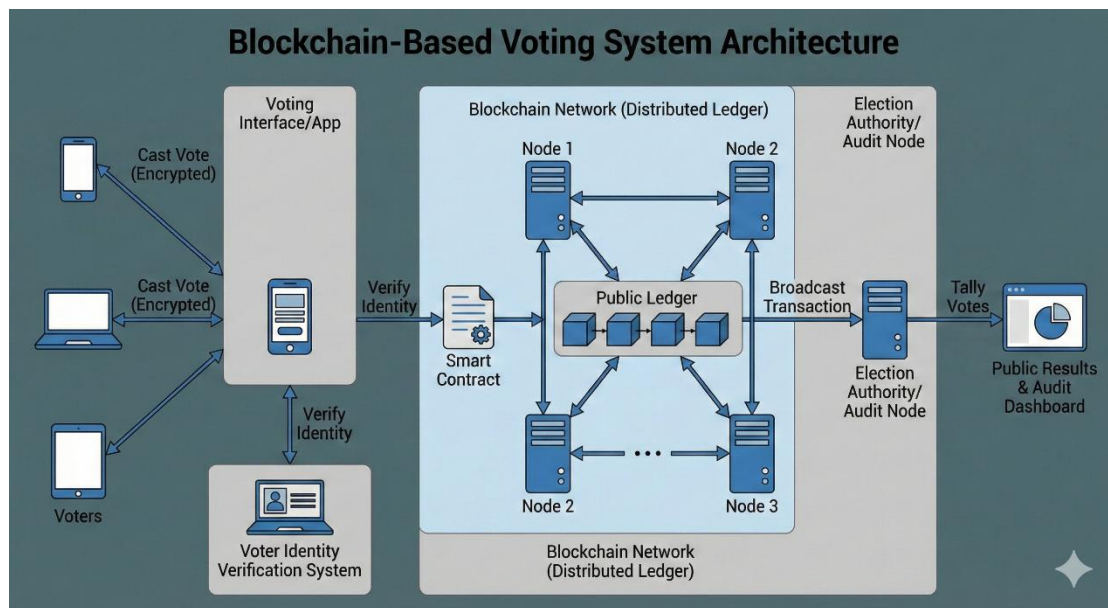 Blockchain-Based Voting System Architecture
Voting
Interface/App
Cast Vote
(Encrypted)
Cast Vote
(Encrypted)
Voters
Verify
Identity
Voter Identity
Verification System
Verify
Identity
Smart
Contract
Blockchain Network (Distributed Ledger)
Node 1
Node 2
Public Ledger
Node 2
...
Node 3
Blockchain Network
(Distributed Ledger)
Election
Authority/
Audit Node
Broadcast
Transaction
Election
Authority/
Audit Node
Tally
Votes
Public Results
& Audit
Dashboard